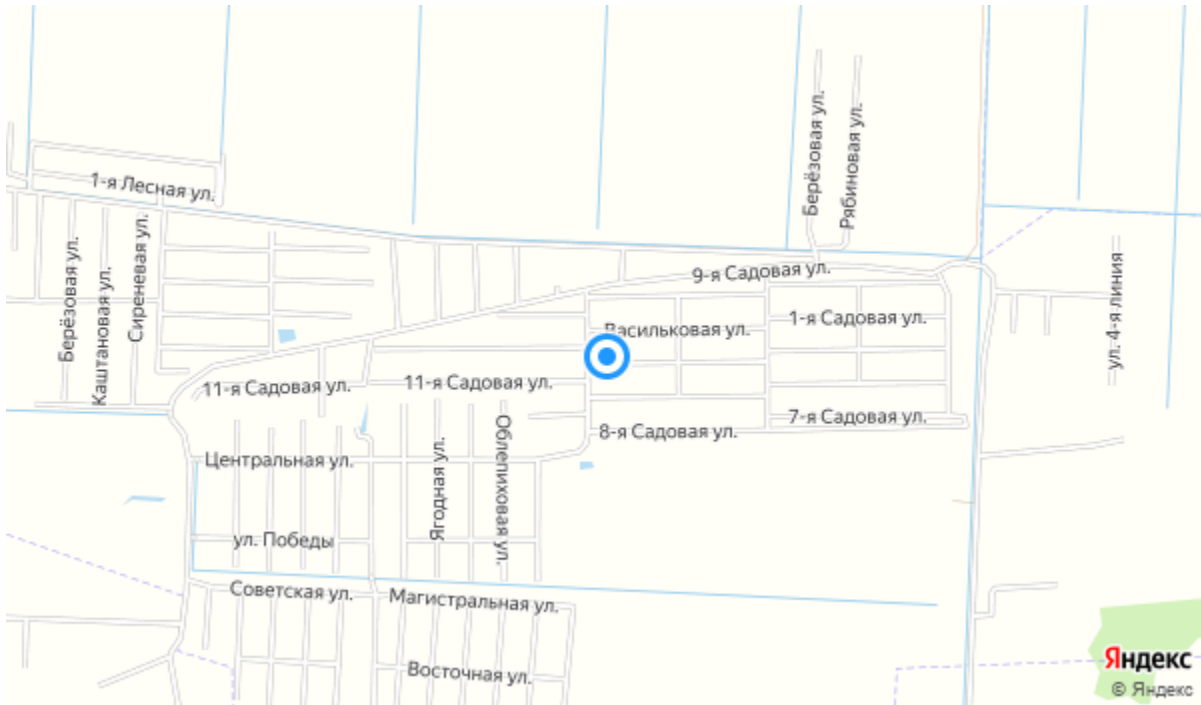 Берёзовая ул.
Рябиновая ул.
1-я Лесная ул.
Берёзовая ул.
Каштановая ул.
Сиреневая ул.
9-я Садовая ул.
ул. 4-я линия
Васильковая ул.
1-я Садовая ул.
11-я Садовая ул.
11-я Садовая ул.
7-я Садовая ул.
8-я Садовая ул.
Центральная ул.
Ягодная ул.
Облепиховая ул.
ул. Победы
Советская ул.
Магистральная ул.
Восточная ул.
Яндекс
© Яндекс